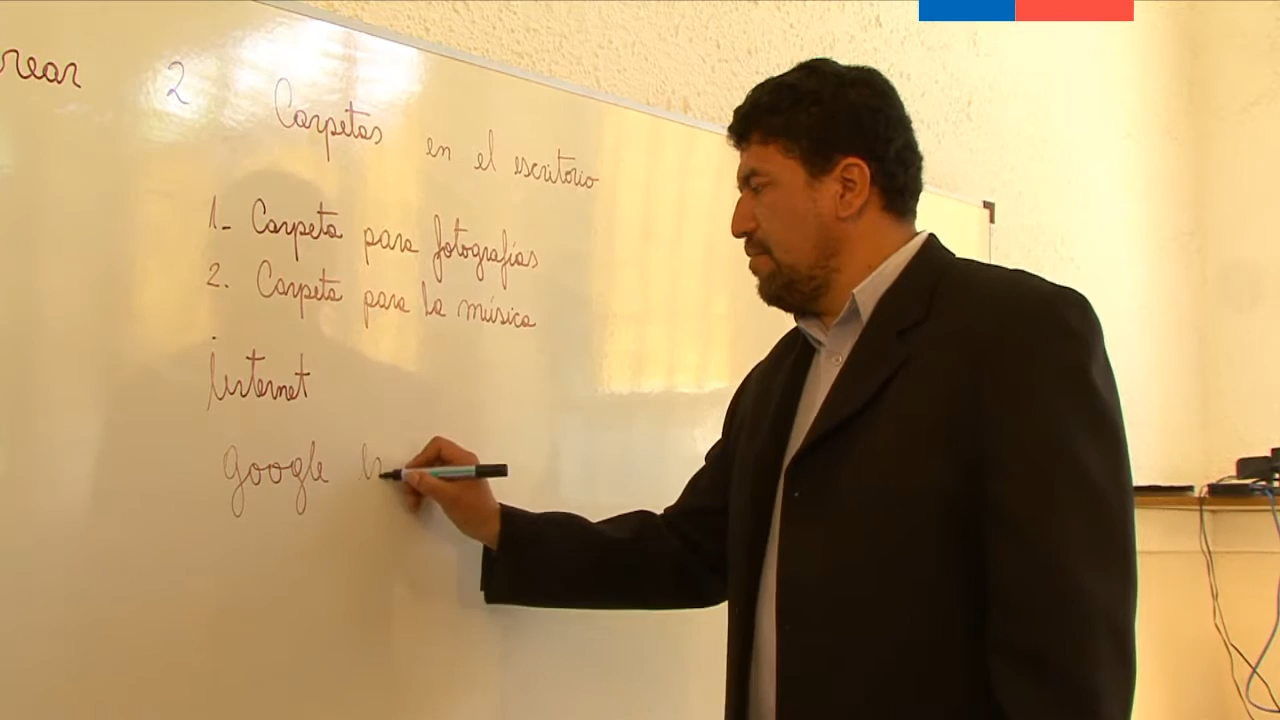 rear 2 Carpetas en el escritorio
1- Carpeta para fotografías
2. Carpeta para la música
Internet
google